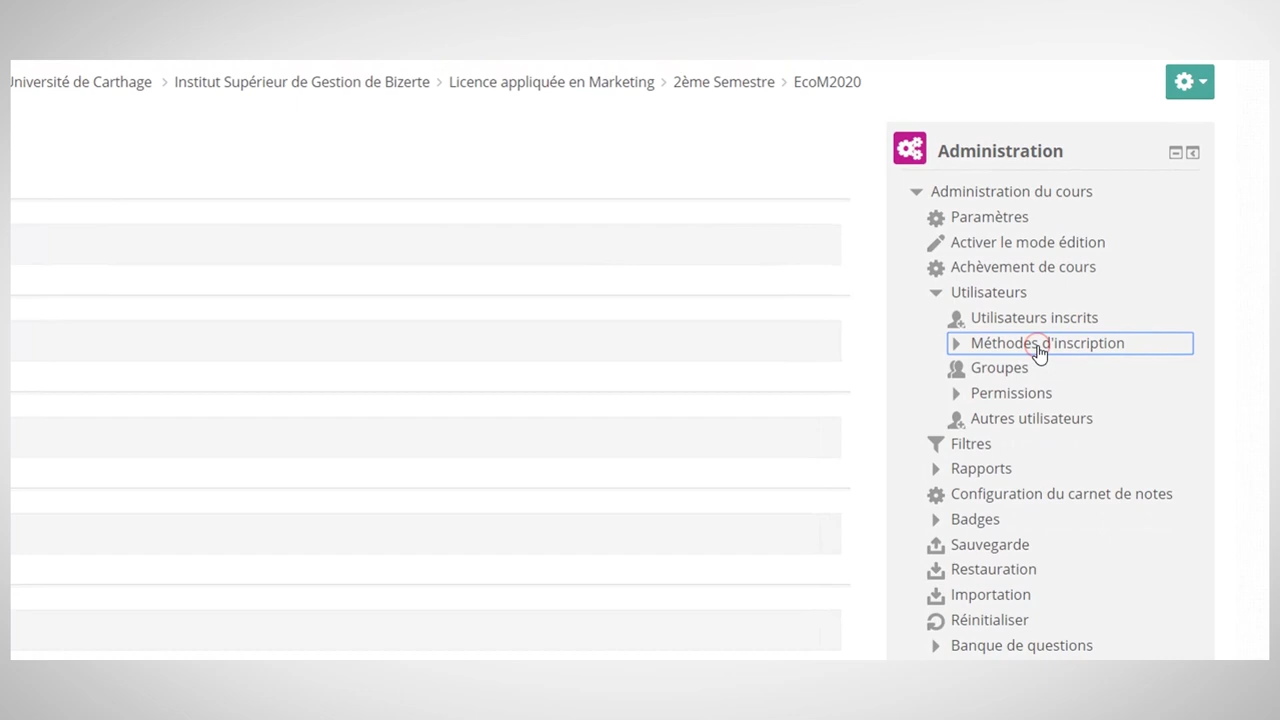 Université de Carthage > Institut Supérieur de Gestion de Bizerte > Licence appliquée en Marketing > 2ème Semestre > EcoM2020
Administration
Administration du cours
Paramètres
Activer le mode édition
Achèvement de cours
Utilisateurs
Utilisateurs inscrits
Méthodes d'inscription
Groupes
Permissions
Autres utilisateurs
Filtres
Rapports
Configuration du carnet de notes
Badges
Sauvegarde
Restauration
Importation
Réinitialiser
Banque de questions